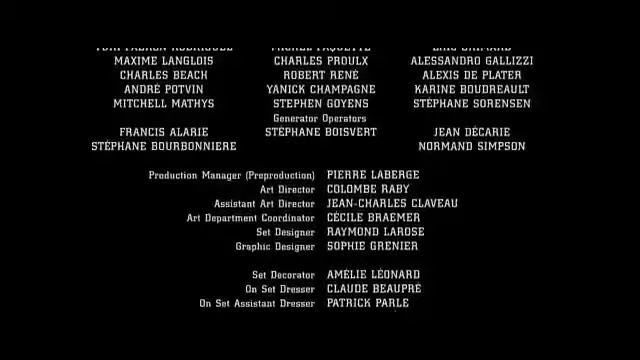 MAXIME LANGLOIS CHARLES PROULX ALESSANDRO GALLIZZI
CHARLES BEACH ROBERT RENÉ ALEXIS DE PLATER
ANDRÉ POTVIN YANICK CHAMPAGNE KARINE BOUDREAULT
MITCHELL MATHYS STEPHEN GOYENS STÉPHANE SORENSEN
Generator Operators
FRANCIS ALARIE STÉPHANE BOISVERT JEAN DÉCARIE
STÉPHANE BOURBONNIERE NORMAND SIMPSON
Production Manager (Preproduction) PIERRE LABERGE
Art Director COLOMBE RABY
Assistant Art Director JEAN-CHARLES CLAVEAU
Art Department Coordinator CÉCILE BRAEMER
Set Designer RAYMOND LAROSE
Graphic Designer SOPHIE GRENIER
Set Decorator AMÉLIE LÉONARD
On Set Dresser CLAUDE BEAUPRÉ
On Set Assistant Dresser PATRICK PARLE